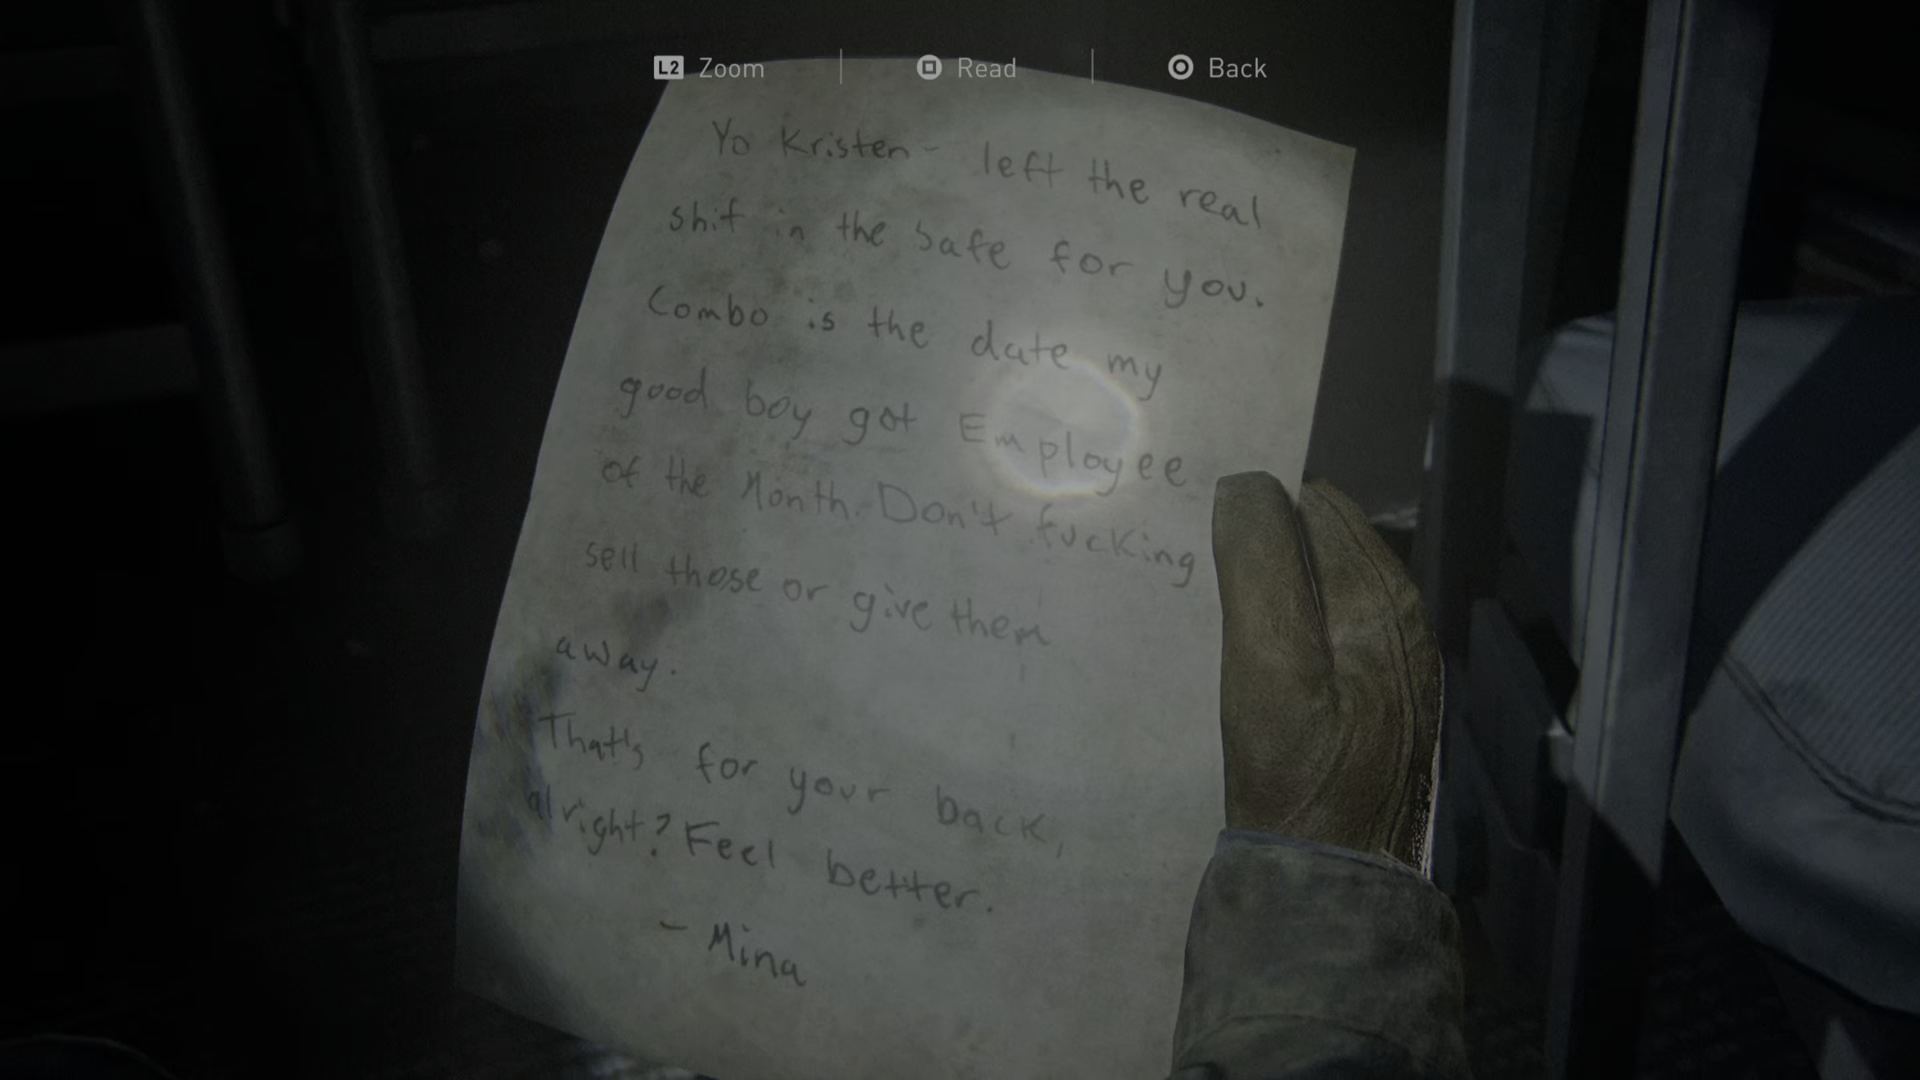 L2 Zoom Read Back
Yo Kristen - left the real
shit in the safe for you.
Combo is the date my
good boy got Employee
of the Month. Don't fucking
sell those or give them
away.
That's for your back,
alright? Feel better.
- Mina